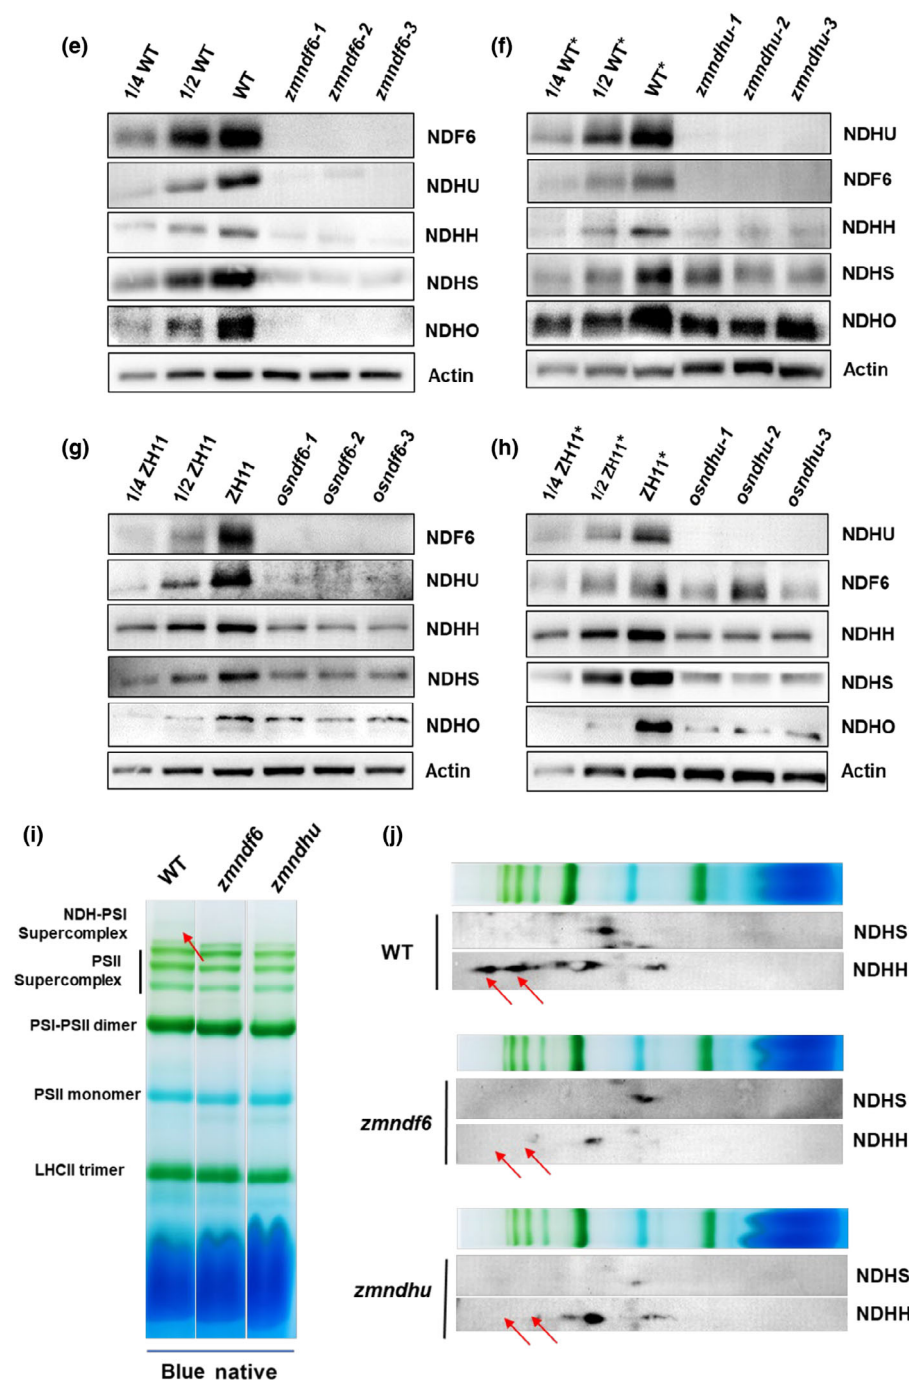 (e)
1/4 WT
1/2 WT
WT
zmndf6-1
zmndf6-2
zmndf6-3
NDF6
NDHU
NDHH
NDHS
NDHO
Actin
(f)
1/4 WT*
1/2 WT*
WT*
zmndhu-1
zmndhu-2
zmndhu-3
NDHU
NDF6
NDHH
NDHS
NDHO
Actin
(g)
1/4 ZH11
1/2 ZH11
ZH11
osndf6-1
osndf6-2
osndf6-3
NDF6
NDHU
NDHH
NDHS
NDHO
Actin
(h)
1/4 ZH11*
1/2 ZH11*
ZH11*
osndhu-1
osndhu-2
osndhu-3
NDHU
NDF6
NDHH
NDHS
NDHO
Actin
(i)
WT
zmndf6
zmndhu
NDH-PSI
Supercomplex
PSII
Supercomplex
PSI-PSII dimer
PSII monomer
LHCII trimer
Blue native
(j)
WT
NDHS
NDHH
zmndf6
NDHS
NDHH
zmndhu
NDHS
NDHH